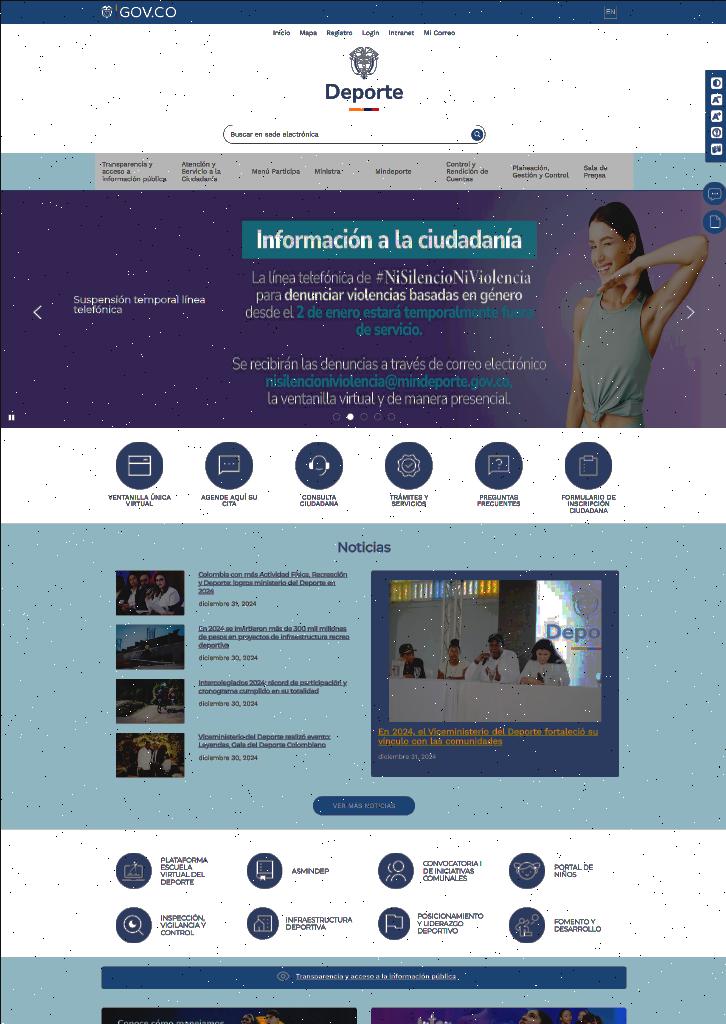 GOV.CO
EN
Inicio Mapa Registro Login Intranet Mi Correo
Deporte
Buscar en sede electrónica
Transparencia y
acceso a
información pública
Atención y
Servicio a la
Ciudadanía
Menú Participa
Ministra
Mindeporte
Control y
Rendición de
Cuentas
Planeación,
Gestión y Control
Sala de
Prensa
Suspensión temporal línea
telefónica
Información a la ciudadanía
La línea telefónica de #NiSilencioNiViolencia
para denunciar violencias basadas en género
desde el 2 de enero estará temporalmente fuera
de servicio.
Se recibirán las denuncias a través de correo electrónico
nisilencioniviolencia@mindeporte.gov.co,
la ventanilla virtual y de manera presencial.
VENTANILLA ÚNICA
VIRTUAL
AGENDE AQUÍ SU
CITA
CONSULTA
CIUDADANA
TRÁMITES Y
SERVICIOS
PREGUNTAS
FRECUENTES
FORMULARIO DE
INSCRIPCIÓN
CIUDADANA
Noticias
Colombia con más Actividad Física, Recreación
y Deporte: logros ministerio del Deporte en
2024
diciembre 31, 2024
En 2024 se invirtieron más de 300 mil millones
de pesos en proyectos de infraestructura recreo
deportiva
diciembre 30, 2024
Intercolegiados 2024: récord de participación y
cronograma cumplido en su totalidad
diciembre 30, 2024
Viceministerio del Deporte realizó evento:
Leyendas, Gala del Deporte Colombiano
diciembre 30, 2024
Depo
En 2024, el Viceministerio del Deporte fortaleció su
vínculo con las comunidades
diciembre 31, 2024
VER MÁS NOTICIAS
PLATAFORMA
ESCUELA
VIRTUAL DEL
DEPORTE
ASMINDEP
CONVOCATORIA
DE INICIATIVAS
COMUNALES
PORTAL DE
NIÑOS
INSPECCIÓN,
VIGILANCIA Y
CONTROL
INFRAESTRUCTURA
DEPORTIVA
POSICIONAMIENTO
Y LIDERAZGO
DEPORTIVO
FOMENTO Y
DESARROLLO
Transparencia y acceso a la información pública
Conoce cómo manejamos